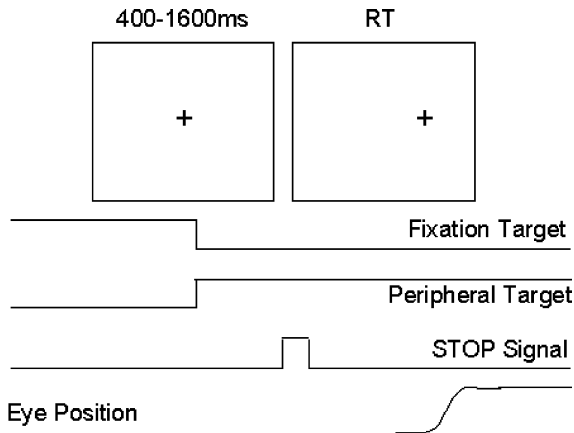 400-1600ms RT
Fixation Target
Peripheral Target
STOP Signal
Eye Position